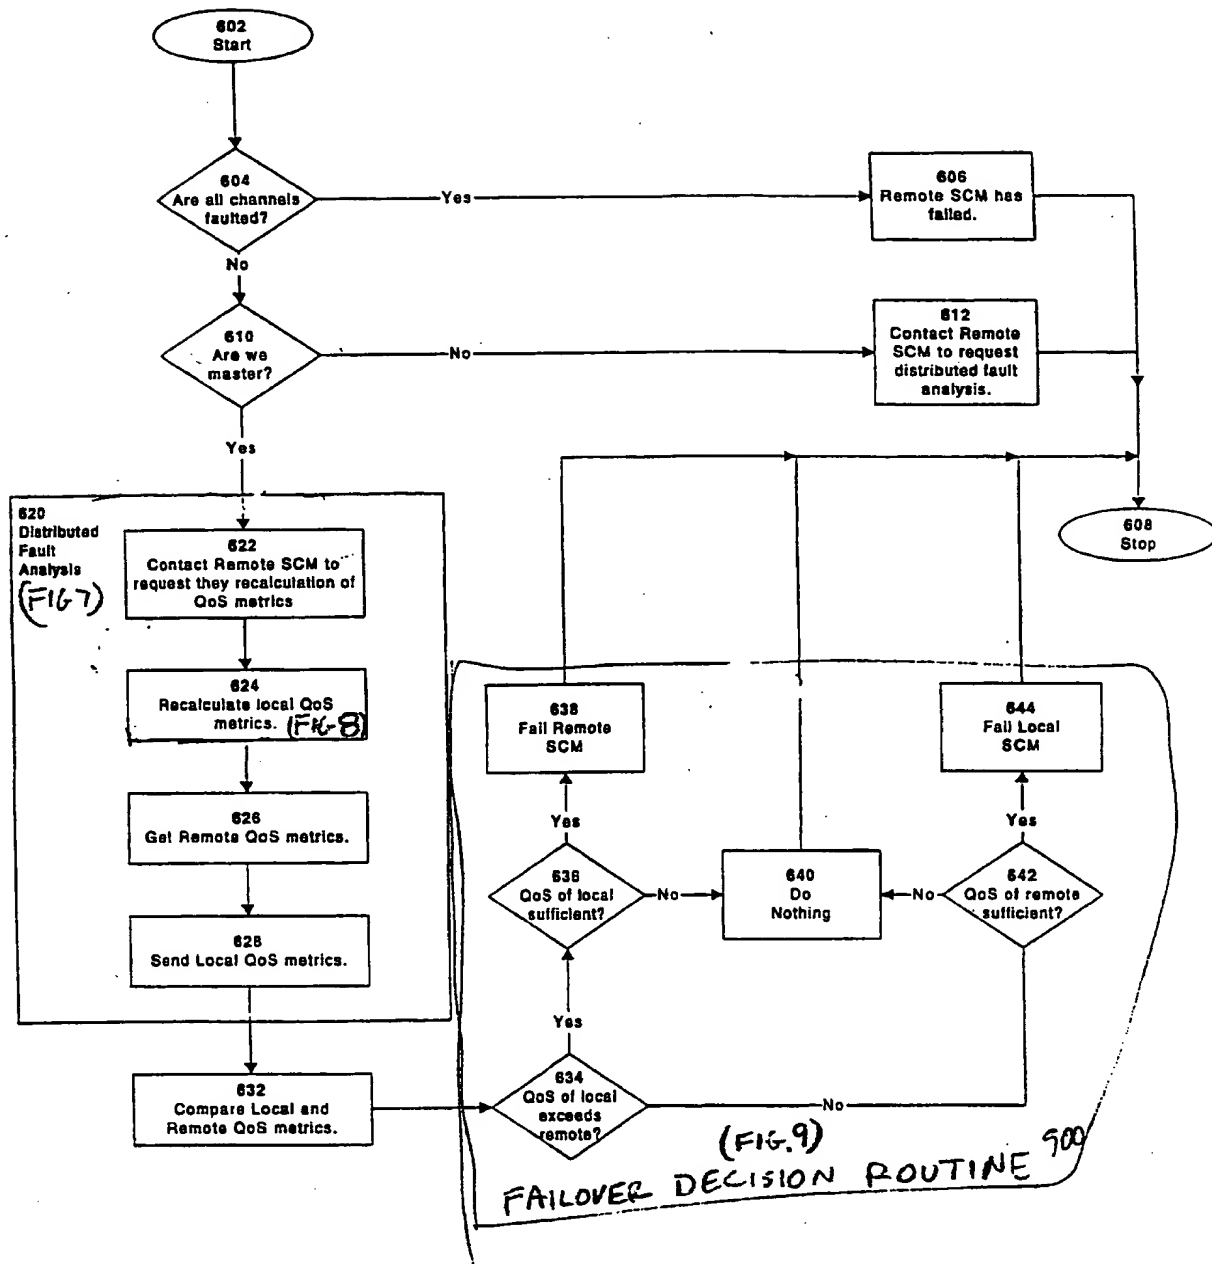 602
Start
604
Are all channels
faulted?
Yes
606
Remote SCM has
failed.
No
610
Are we
master?
No
612
Contact Remote
SCM to request
distributed fault
analysis.
Yes
608
Stop
620
Distributed
Fault
Analysis
(FIG 7)
622
Contact Remote SCM to
request they recalculation of
QoS metrics
624
Recalculate local QoS
metrics. (FIG 8)
626
Get Remote QoS metrics.
628
Send Local QoS metrics.
632
Compare Local and
Remote QoS metrics.
638
Fail Remote
SCM
644
Fail Local
SCM
Yes
Yes
636
QoS of local
sufficient?
No
640
Do
Nothing
No
642
QoS of remote
sufficient?
Yes
634
QoS of local
exceeds
remote?
No
(FIG. 9)
FAILOVER DECISION ROUTINE 900